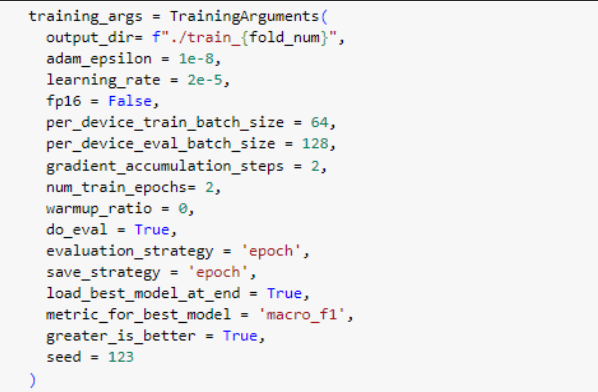 training_args = TrainingArguments(
output_dir= f"./train_{fold_num}",
adam_epsilon = 1e-8,
learning_rate = 2e-5,
fp16 = False,
per_device_train_batch_size = 64,
per_device_eval_batch_size = 128,
gradient_accumulation_steps = 2,
num_train_epochs= 2,
warmup_ratio = 0,
do_eval = True,
evaluation_strategy = 'epoch',
save_strategy = 'epoch',
load_best_model_at_end = True,
metric_for_best_model = 'macro_f1',
greater_is_better = True,
seed = 123
)